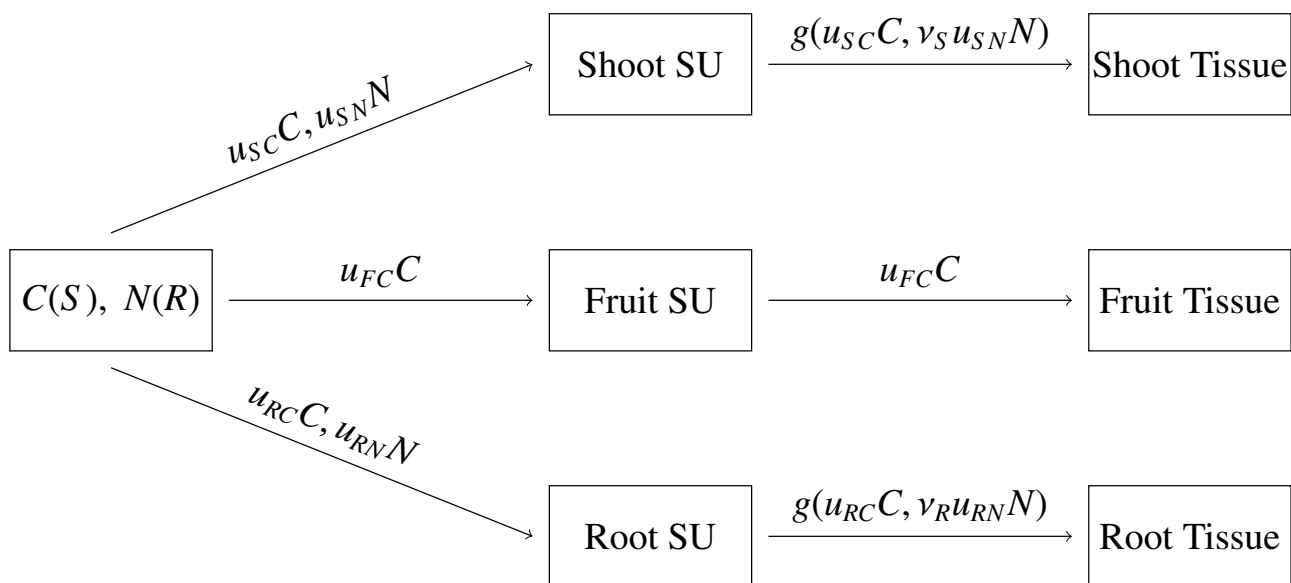 g(u_{SC}C, ν_S u_{SN}N)
Shoot SU
Shoot Tissue
u_{SC}C, u_{SN}N
C(S), N(R)
u_{FC}C
Fruit SU
u_{FC}C
Fruit Tissue
u_{RC}C, u_{RN}N
g(u_{RC}C, ν_R u_{RN}N)
Root SU
Root Tissue